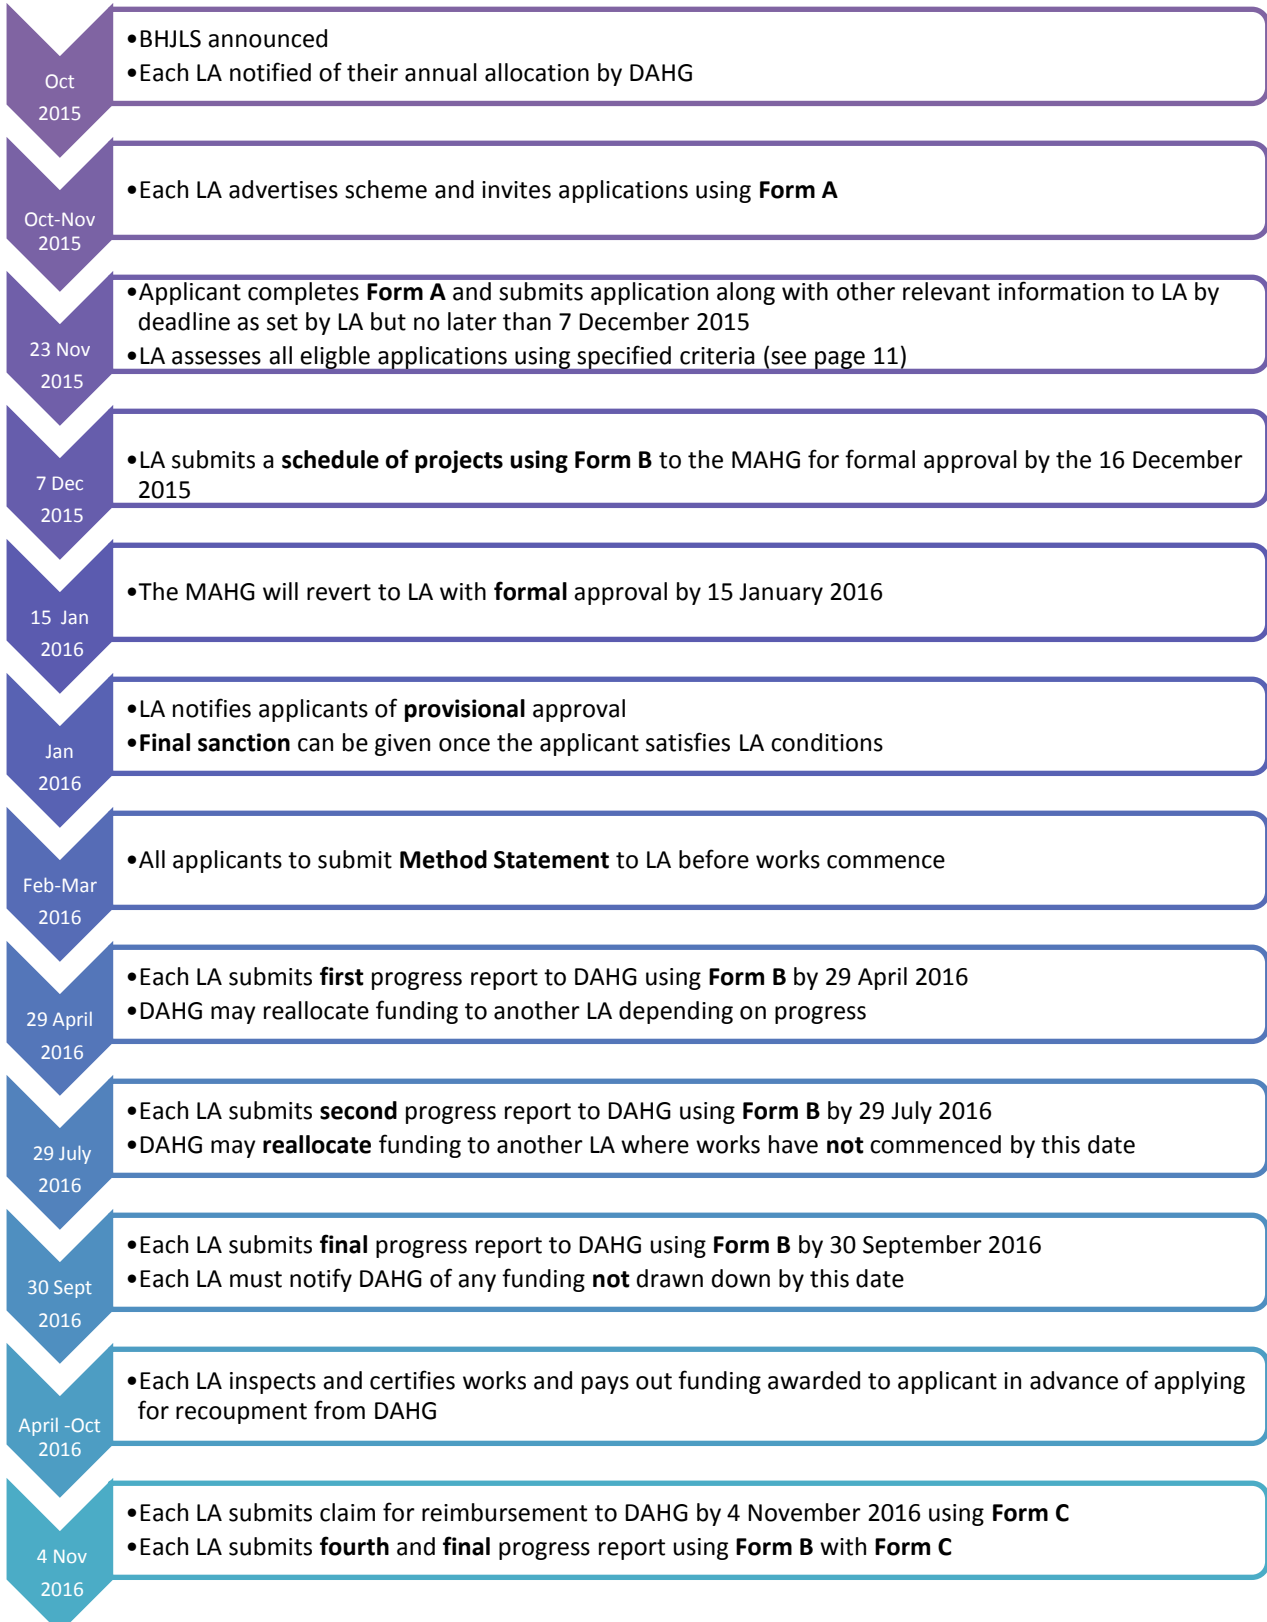 Oct
2015
•BHJLS announced
•Each LA notified of their annual allocation by DAHG
Oct-Nov
2015
•Each LA advertises scheme and invites applications using Form A
23 Nov
2015
•Applicant completes Form A and submits application along with other relevant information to LA by
deadline as set by LA but no later than 7 December 2015
•LA assesses all eligble applications using specified criteria (see page 11)
7 Dec
2015
•LA submits a schedule of projects using Form B to the MAHG for formal approval by the 16 December
2015
15 Jan
2016
•The MAHG will revert to LA with formal approval by 15 January 2016
Jan
2016
•LA notifies applicants of provisional approval
•Final sanction can be given once the applicant satisfies LA conditions
Feb-Mar
2016
•All applicants to submit Method Statement to LA before works commence
29 April
2016
•Each LA submits first progress report to DAHG using Form B by 29 April 2016
•DAHG may reallocate funding to another LA depending on progress
29 July
2016
•Each LA submits second progress report to DAHG using Form B by 29 July 2016
•DAHG may reallocate funding to another LA where works have not commenced by this date
30 Sept
2016
•Each LA submits final progress report to DAHG using Form B by 30 September 2016
•Each LA must notify DAHG of any funding not drawn down by this date
April -Oct
2016
•Each LA inspects and certifies works and pays out funding awarded to applicant in advance of applying
for recoupment from DAHG
4 Nov
2016
•Each LA submits claim for reimbursement to DAHG by 4 November 2016 using Form C
•Each LA submits fourth and final progress report using Form B with Form C